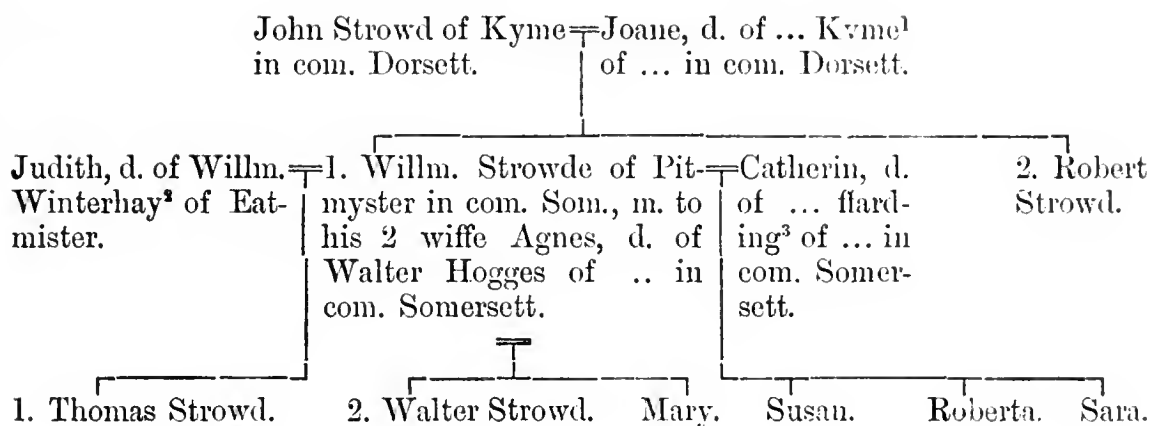 John Strowd of Kyme
in com. Dorsett.
Joane, d. of ... Kyme¹
of ... in com. Dorsett.
Judith, d. of Willm.
Winterhay² of Eat-
mister.
1. Willm. Strowde of Pit-
myster in com. Som., m. to
his 2 wiffe Agnes, d. of
Walter Hogges of .. in
com. Somersett.
Catherin, d.
of ... ffard-
ing³ of ... in
com. Somer-
sett.
2. Robert
Strowd.
1. Thomas Strowd.
2. Walter Strowd.
Mary.
Susan.
Roberta.
Sara.